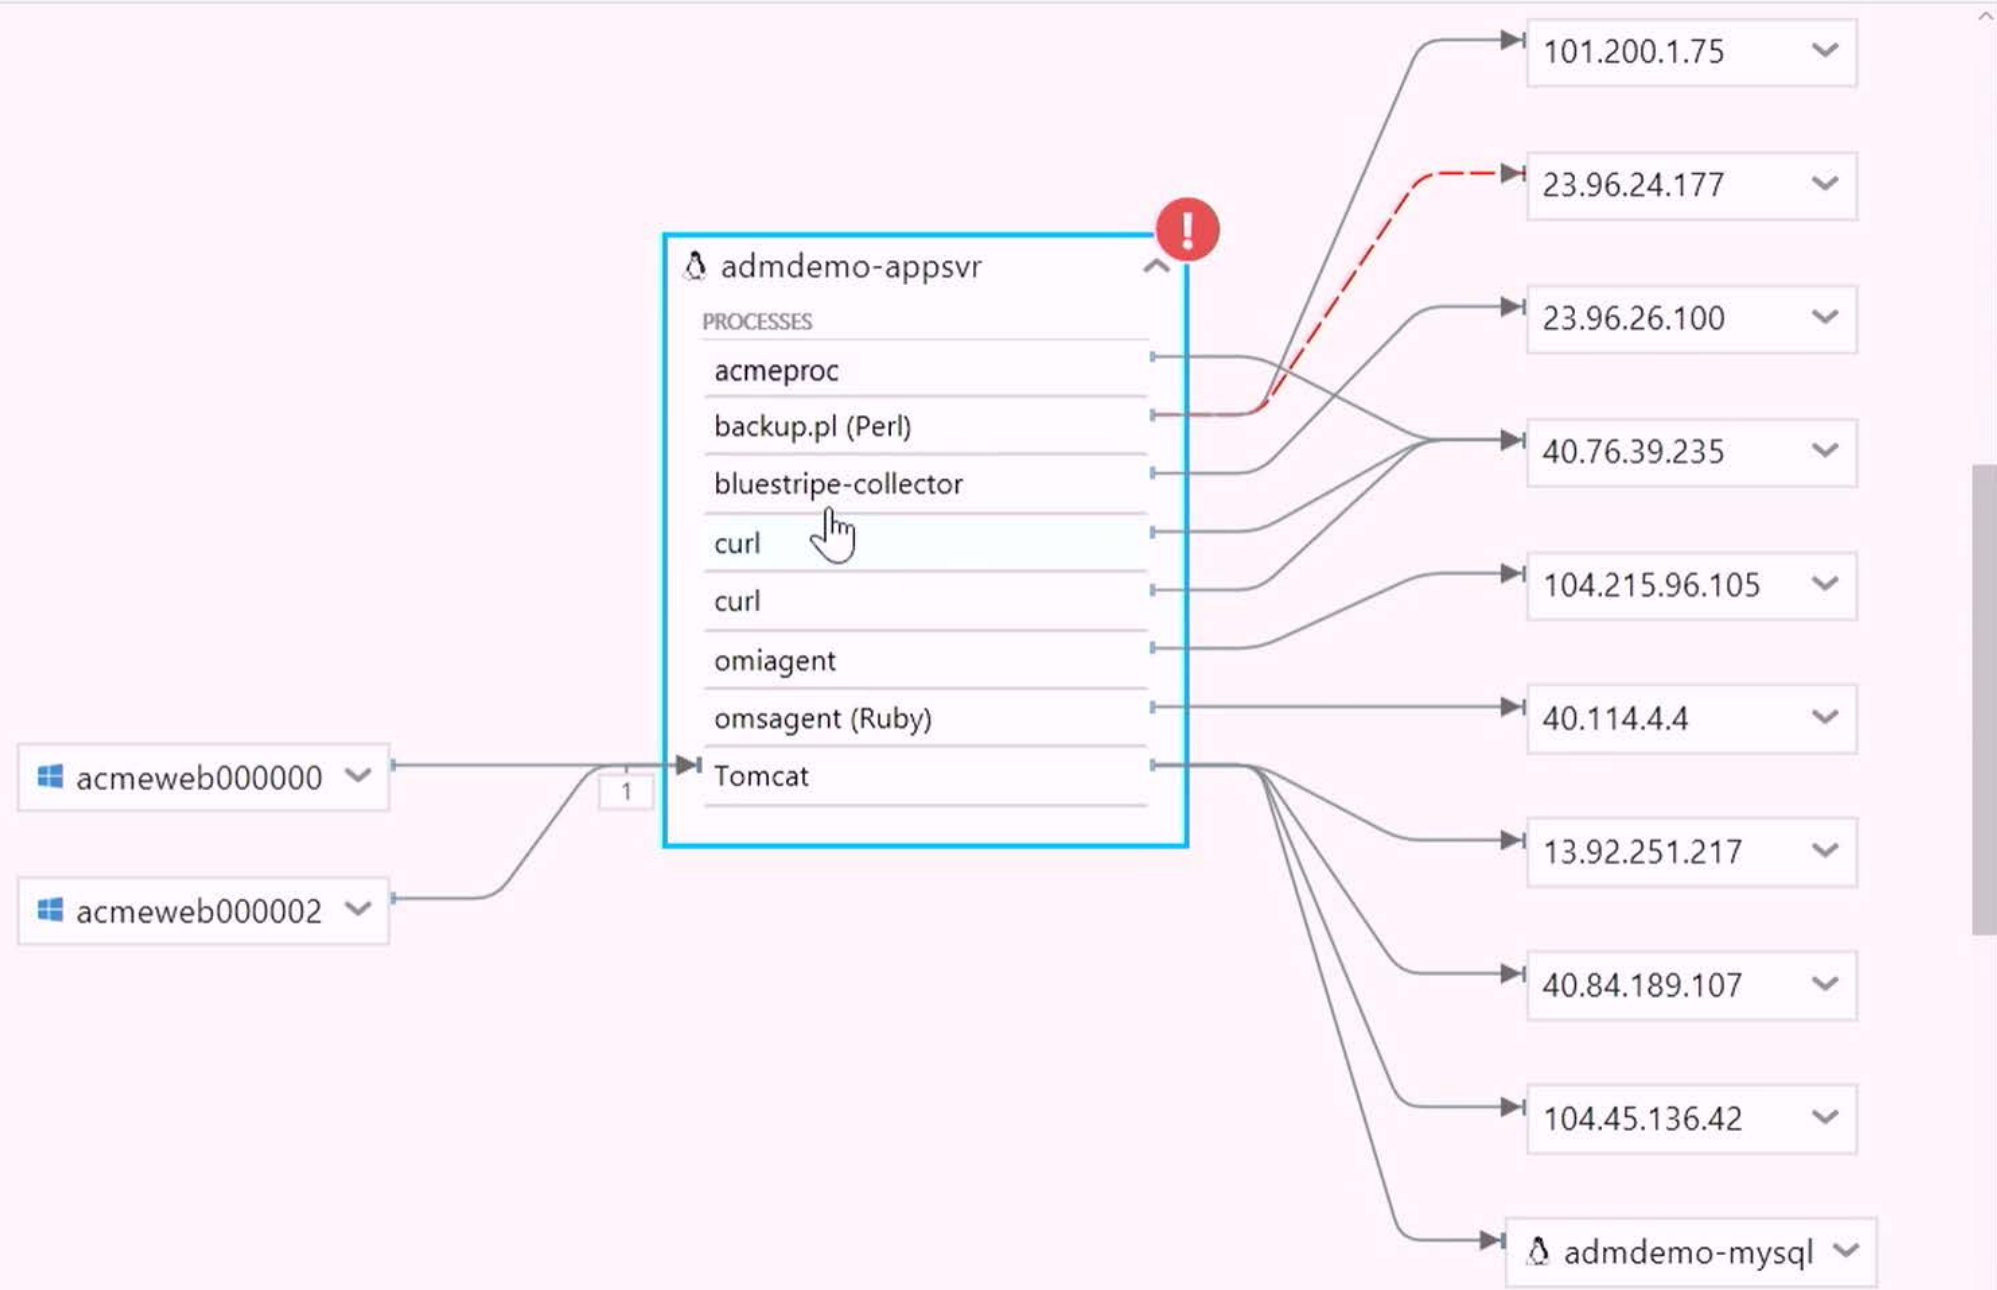 101.200.1.75
23.96.24.177
admdemo-appsvr
!
PROCESSES
23.96.26.100
acmeproc
backup.pl (Perl)
40.76.39.235
bluestripe-collector
curl
104.215.96.105
curl
omiagent
omsagent (Ruby)
40.114.4.4
acmeweb000000
1
Tomcat
13.92.251.217
acmeweb000002
40.84.189.107
104.45.136.42
admdemo-mysql